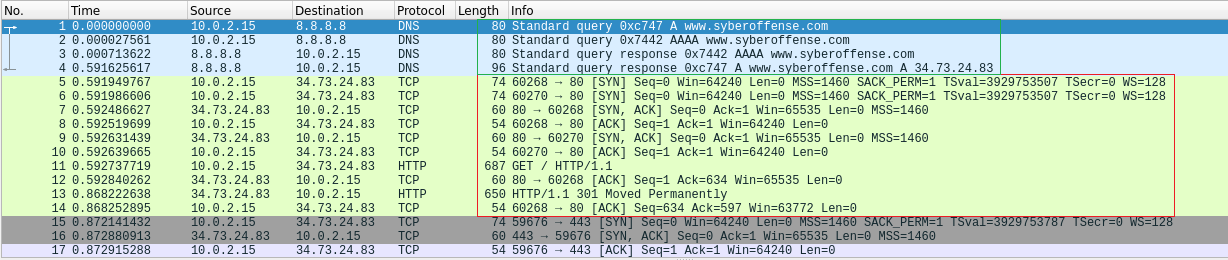 No. Time Source Destination Protocol Length Info
1 0.000000000 10.0.2.15 8.8.8.8 DNS 80 Standard query 0xc747 A www.syberoffense.com
2 0.000027561 10.0.2.15 8.8.8.8 DNS 80 Standard query 0x7442 AAAA www.syberoffense.com
3 0.000713622 8.8.8.8 10.0.2.15 DNS 80 Standard query response 0x7442 AAAA www.syberoffense.com
4 0.591625617 8.8.8.8 10.0.2.15 DNS 96 Standard query response 0xc747 A www.syberoffense.com A 34.73.24.83
5 0.591949767 10.0.2.15 34.73.24.83 TCP 74 60268 → 80 [SYN] Seq=0 Win=64240 Len=0 MSS=1460 SACK_PERM=1 TSval=3929753507 TSecr=0 WS=128
6 0.591986606 10.0.2.15 34.73.24.83 TCP 74 60270 → 80 [SYN] Seq=0 Win=64240 Len=0 MSS=1460 SACK_PERM=1 TSval=3929753507 TSecr=0 WS=128
7 0.592486627 34.73.24.83 10.0.2.15 TCP 60 80 → 60268 [SYN, ACK] Seq=0 Ack=1 Win=65535 Len=0 MSS=1460
8 0.592519699 10.0.2.15 34.73.24.83 TCP 54 60268 → 80 [ACK] Seq=1 Ack=1 Win=64240 Len=0
9 0.592631439 34.73.24.83 10.0.2.15 TCP 60 80 → 60270 [SYN, ACK] Seq=0 Ack=1 Win=65535 Len=0 MSS=1460
10 0.592639665 10.0.2.15 34.73.24.83 TCP 54 60270 → 80 [ACK] Seq=1 Ack=1 Win=64240 Len=0
11 0.592737719 10.0.2.15 34.73.24.83 HTTP 687 GET / HTTP/1.1
12 0.592840262 34.73.24.83 10.0.2.15 TCP 60 80 → 60268 [ACK] Seq=1 Ack=634 Win=65535 Len=0
13 0.868222638 34.73.24.83 10.0.2.15 HTTP 650 HTTP/1.1 301 Moved Permanently
14 0.868252895 10.0.2.15 34.73.24.83 TCP 54 60268 → 80 [ACK] Seq=634 Ack=597 Win=63772 Len=0
15 0.872141432 10.0.2.15 34.73.24.83 TCP 74 59676 → 443 [SYN] Seq=0 Win=64240 Len=0 MSS=1460 SACK_PERM=1 TSval=3929753787 TSecr=0 WS=128
16 0.872880913 34.73.24.83 10.0.2.15 TCP 60 443 → 59676 [SYN, ACK] Seq=0 Ack=1 Win=65535 Len=0 MSS=1460
17 0.872915288 10.0.2.15 34.73.24.83 TCP 54 59676 → 443 [ACK] Seq=1 Ack=1 Win=64240 Len=0